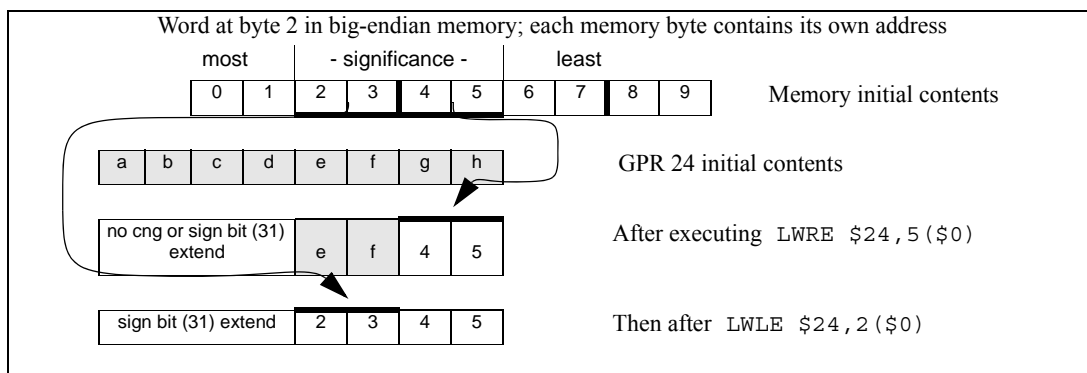 Word at byte 2 in big-endian memory; each memory byte contains its own address
most - significance - least
0 1 2 3 4 5 6 7 8 9 Memory initial contents
a b c d e f g h GPR 24 initial contents
no cng or sign bit (31) extend e f 4 5 After executing LWRE $24,5($0)
sign bit (31) extend 2 3 4 5 Then after LWLE $24,2($0)